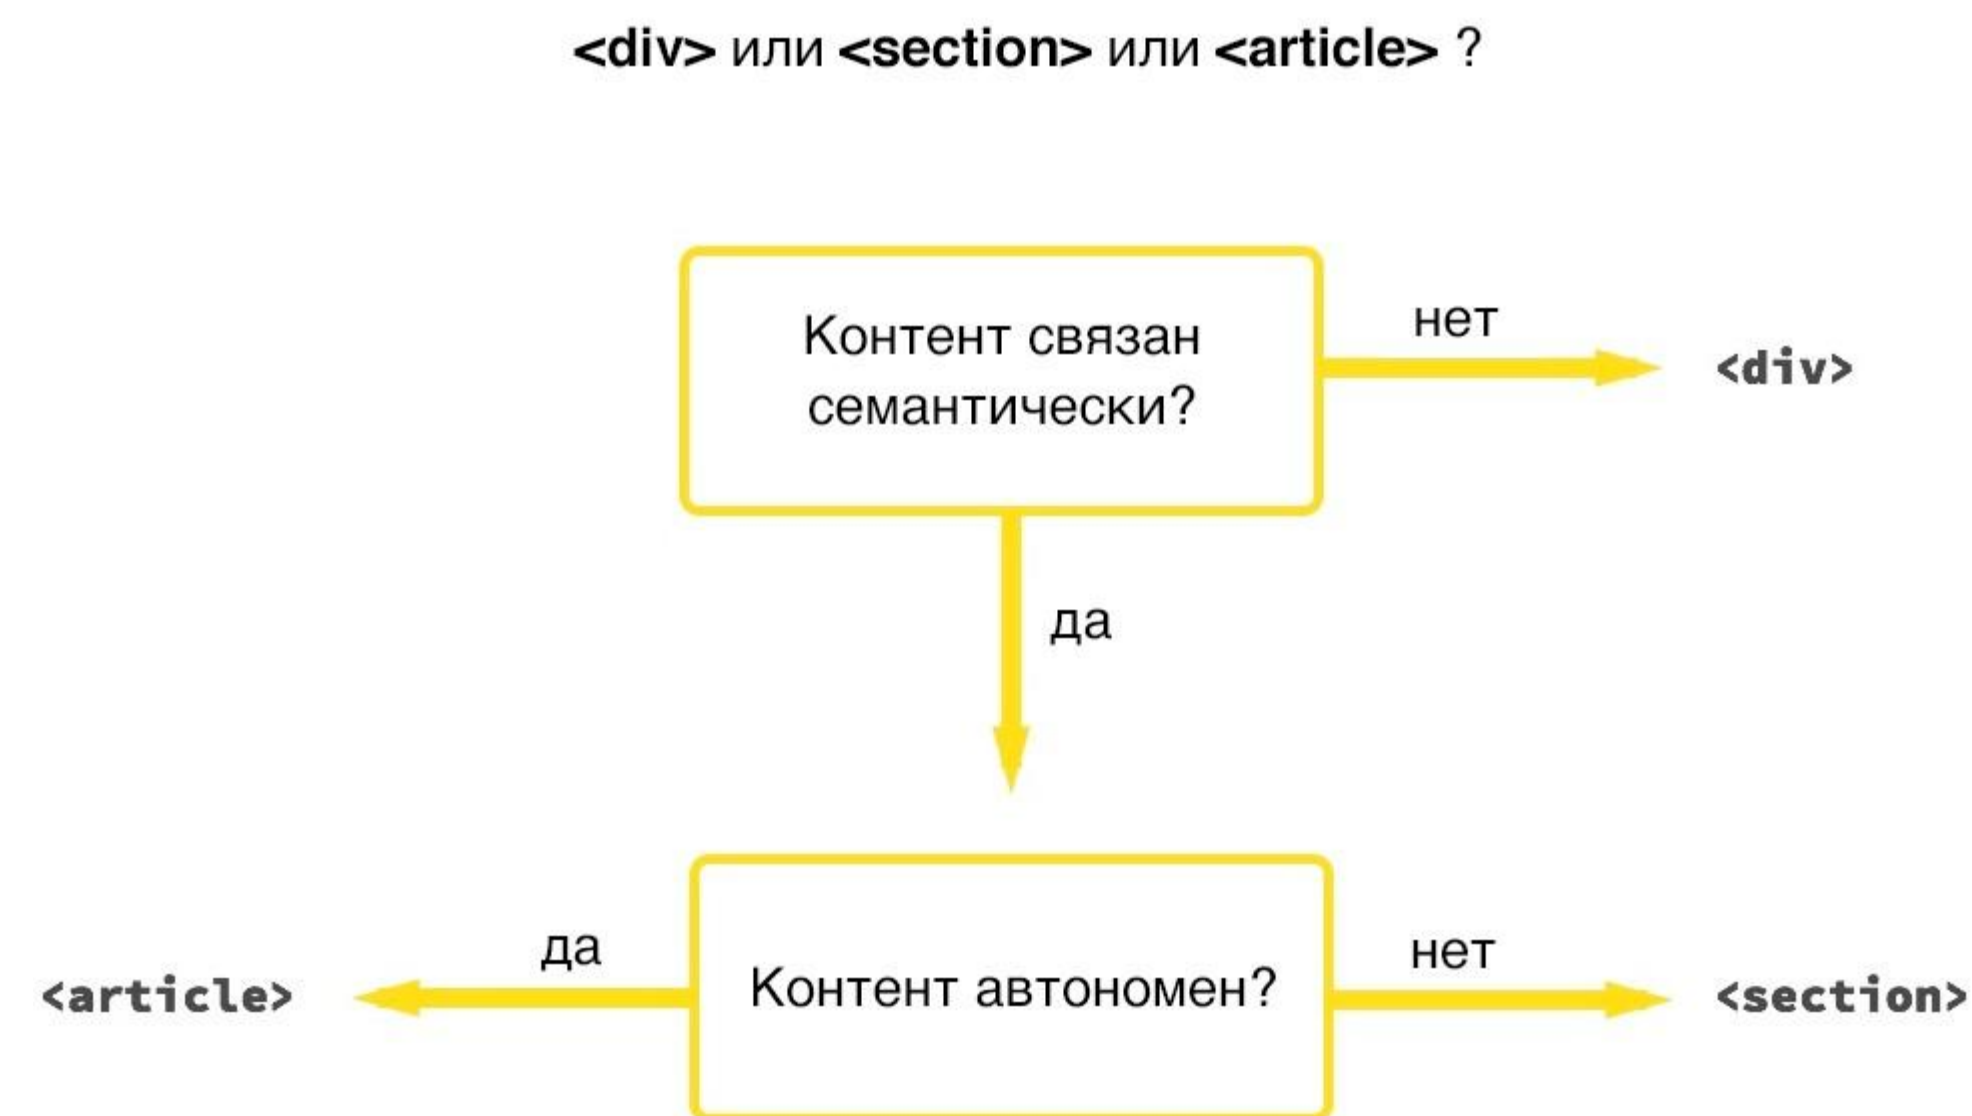 <div> или <section> или <article> ?
Контент связан
семантически?
нет
<div>
да
да
Контент автономен?
нет
<article>
<section>